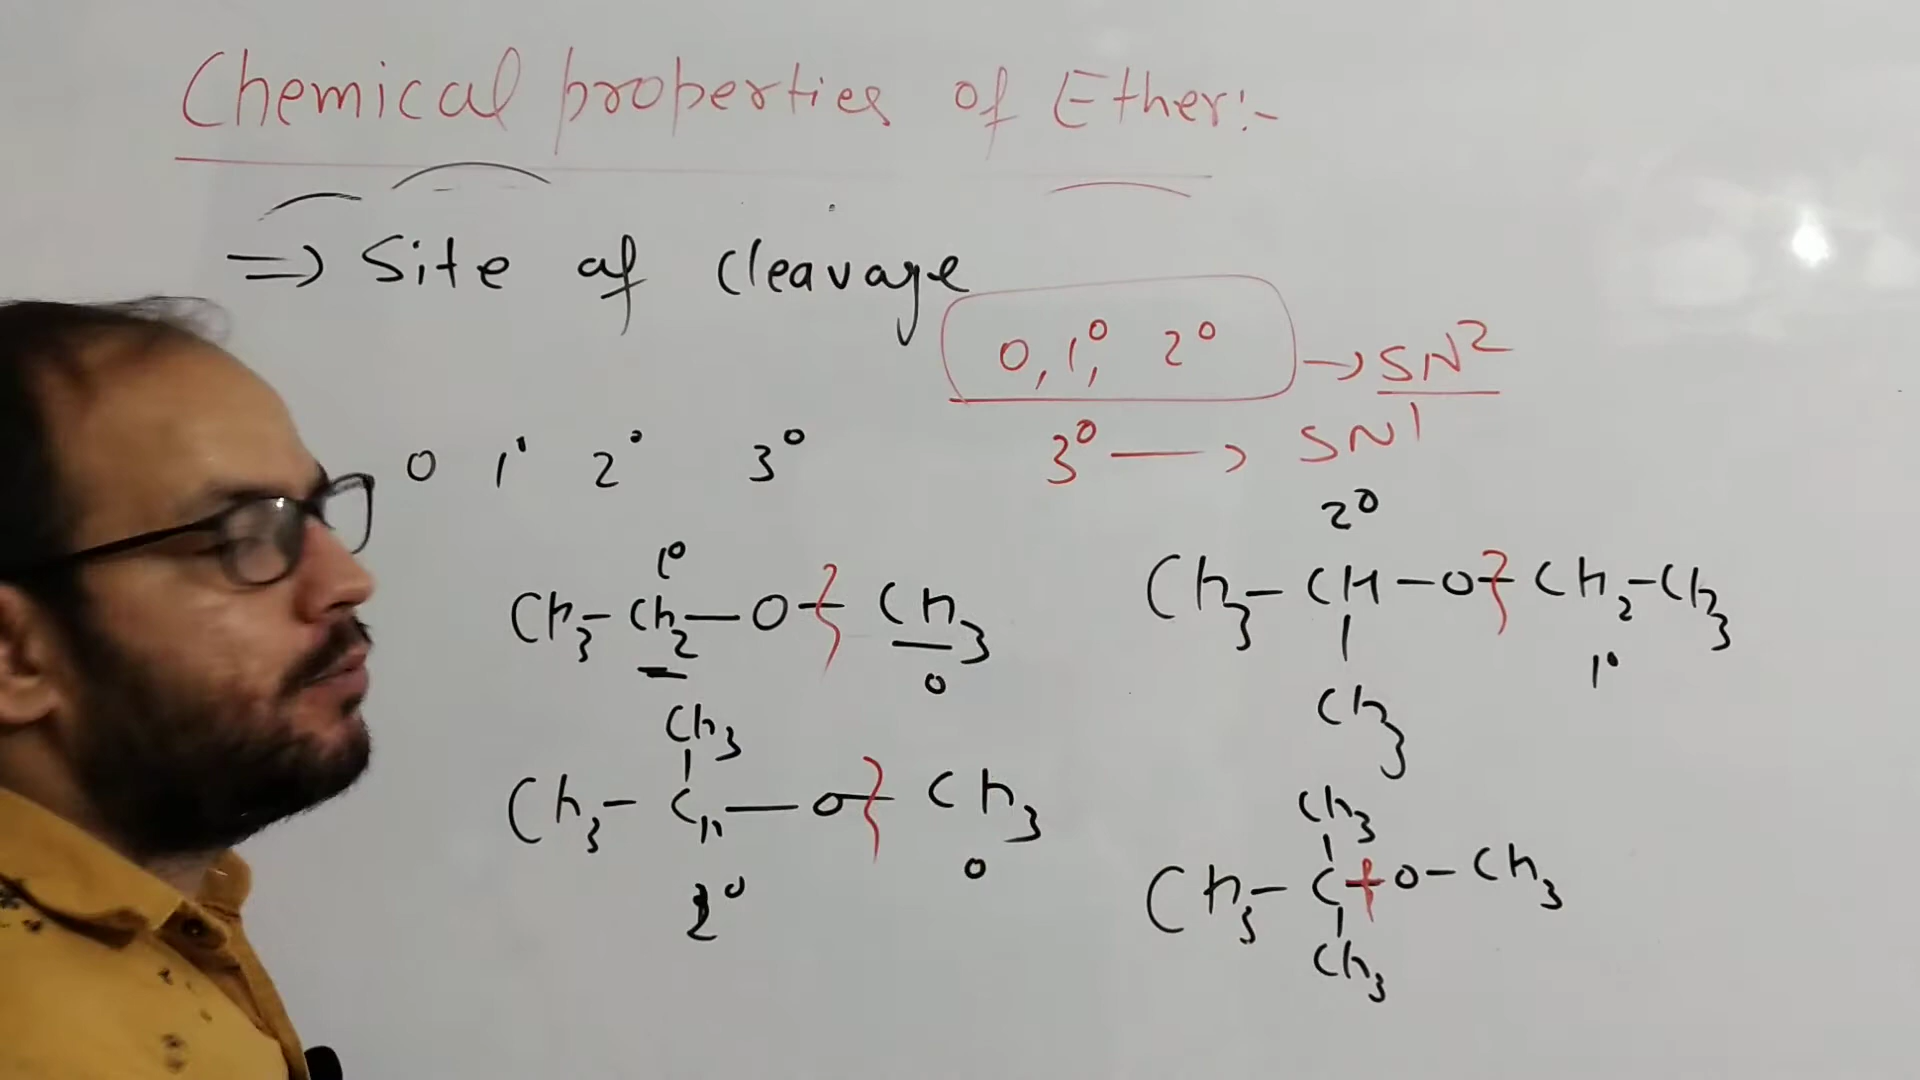 Chemical properties of Ether:-
=> Site of Cleavage
0, 1°, 2° → SN²
3° → SN¹
0 1° 2° 3°
1°
CH3-CH2-O-CH3
0
CH3
CH3-CH-O-CH3
2° 0
2°
CH3-CH-O-CH2-CH3
CH3
1°
CH3
CH3-C-O-CH3
CH3